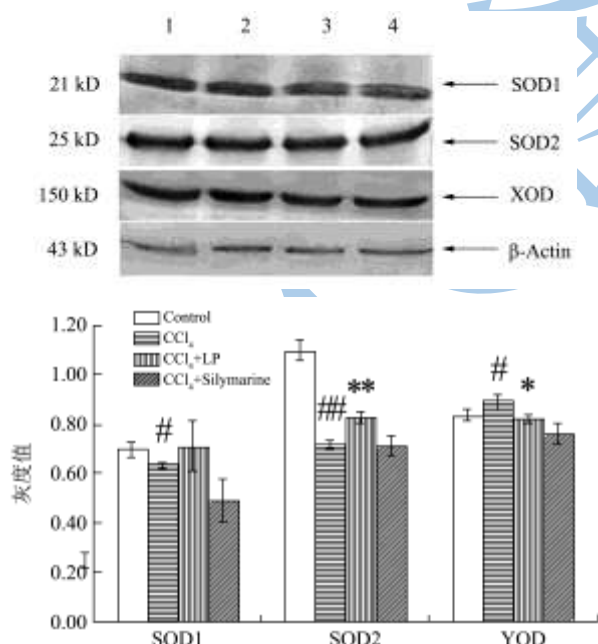 1 2 3 4
21 kD SOD1
25 kD SOD2
150 kD XOD
43 kD β-Actin
1.20
1.00
0.80
0.60
0.40
0.20
0.00
灰度值
Control
CCl₄
CCl₄+LP
CCl₄+Silymarine
#
##
**
#
*
SOD1 SOD2 YOD